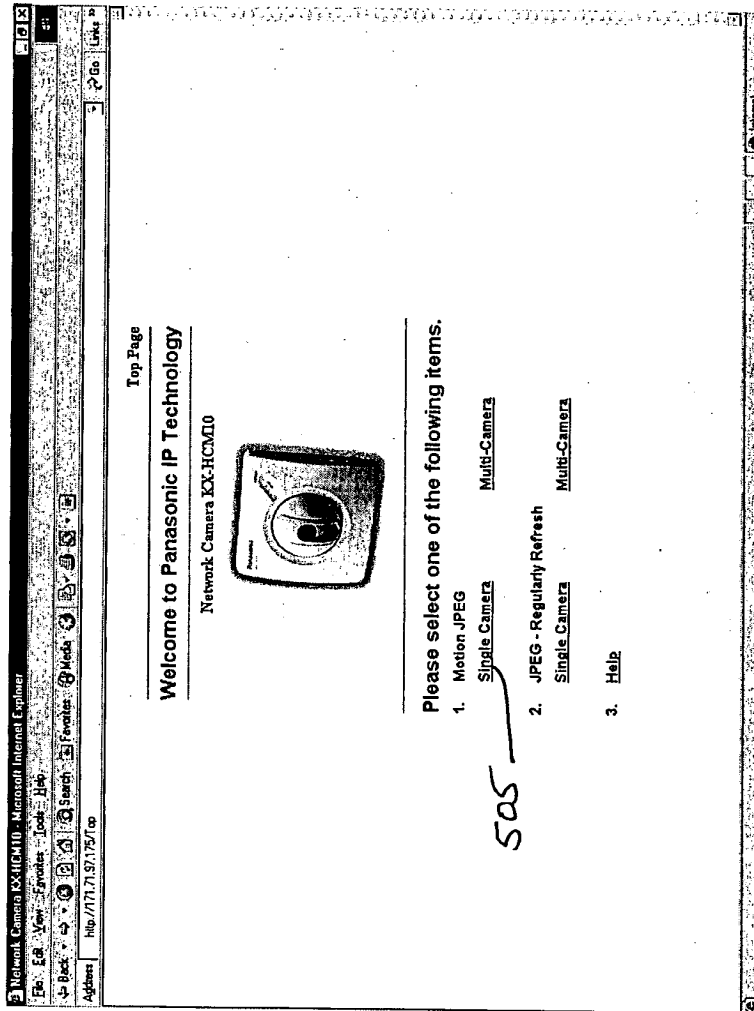 Network Camera KX-HCM10 - Microsoft Internet Explorer
File Edit View Favorites Tools Help
Back Search Favorites Media
Address http://171.71.97.175/Top Go Links »
Top Page
Welcome to Panasonic IP Technology
Network Camera KX-HCM10
Please select one of the following items.
1. Motion JPEG
Single Camera Multi-Camera
505
2. JPEG - Regularly Refresh
Single Camera Multi-Camera
3. Help